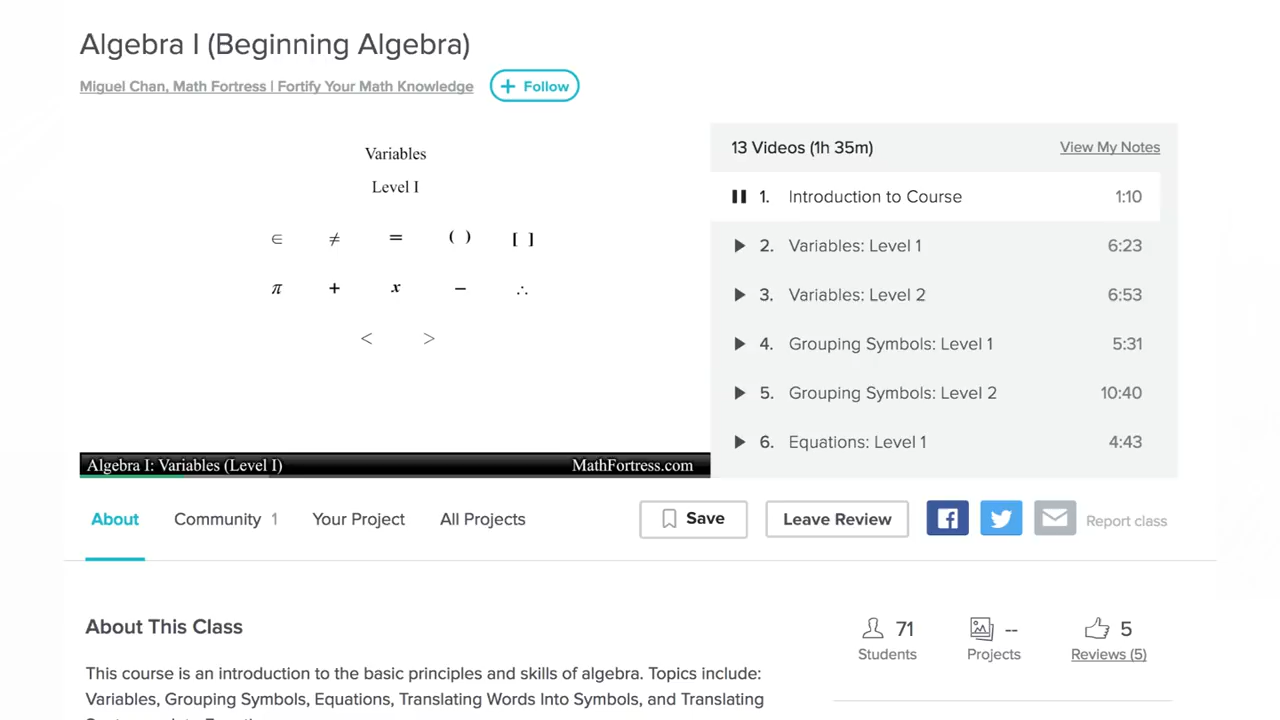 Algebra I (Beginning Algebra)
Miguel Chan, Math Fortress | Fortify Your Math Knowledge
+ Follow
Variables
Level I
∈ ≠ = ( ) [ ]
π + x − ∴
< >
Algebra I: Variables (Level I) MathFortress.com
13 Videos (1h 35m) View My Notes
1. Introduction to Course 1:10
2. Variables: Level 1 6:23
3. Variables: Level 2 6:53
4. Grouping Symbols: Level 1 5:31
5. Grouping Symbols: Level 2 10:40
6. Equations: Level 1 4:43
About Community 1 Your Project All Projects Save Leave Review Report class
About This Class
This course is an introduction to the basic principles and skills of algebra. Topics include:
Variables, Grouping Symbols, Equations, Translating Words Into Symbols, and Translating
71 -- 5
Students Projects Reviews (5)